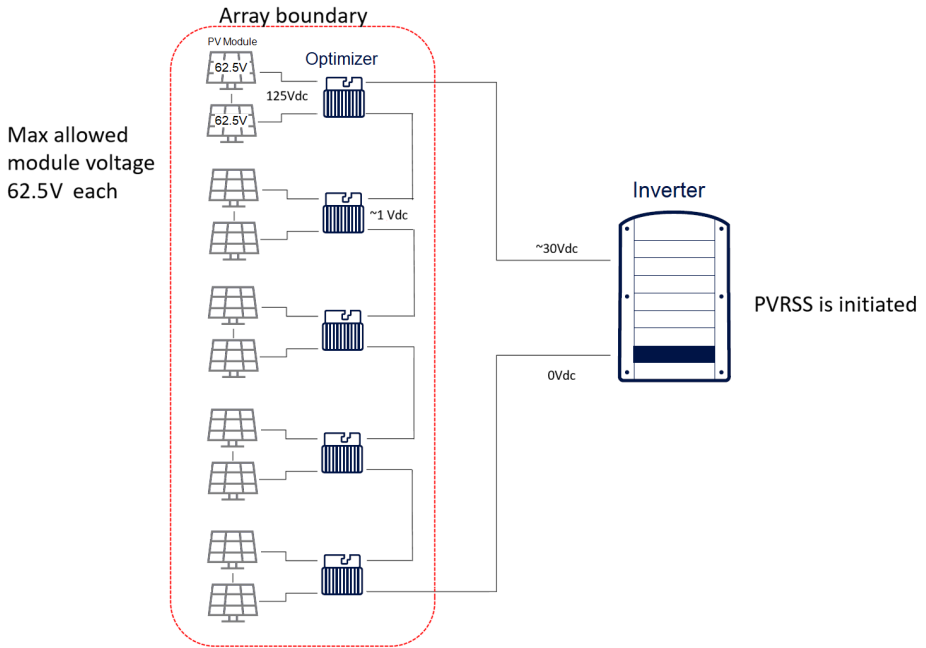 Array boundary
PV Module
Optimizer
62.5V
125Vdc
62.5V
Max allowed
module voltage
62.5V each
Inverter
~1 Vdc
~30Vdc
PVRSS is initiated
0Vdc